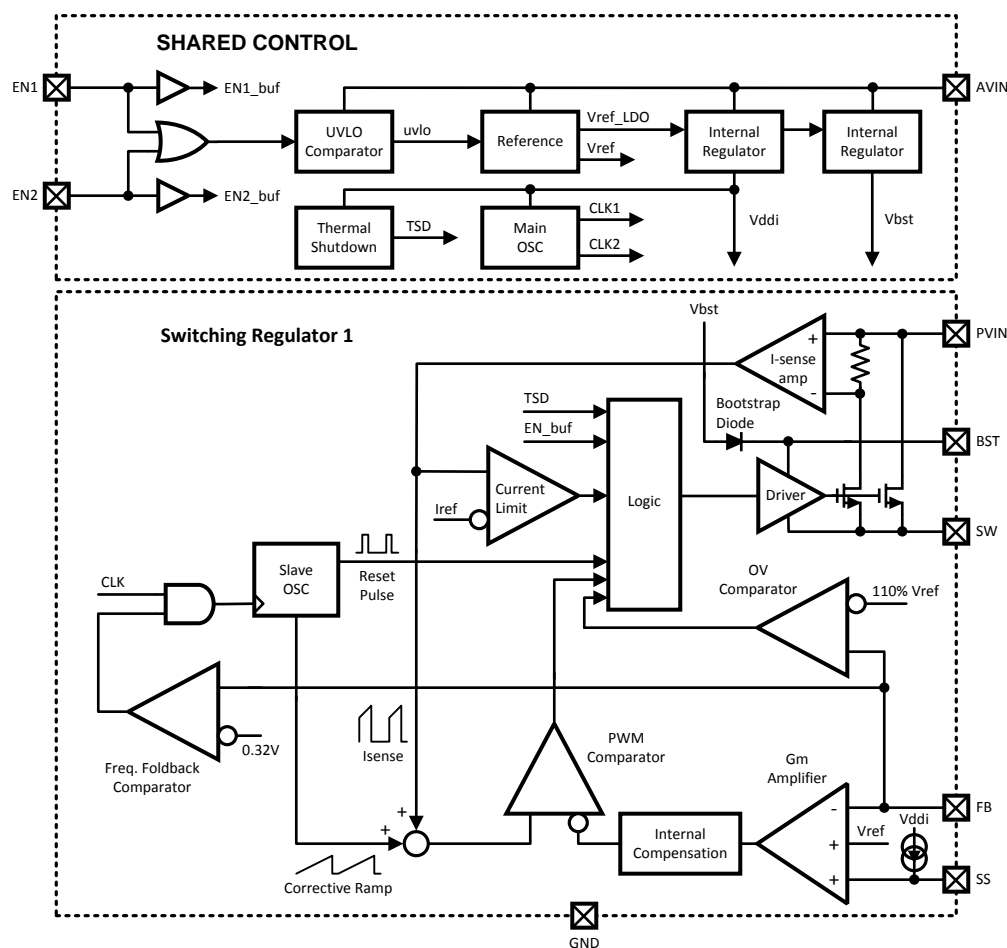 SHARED CONTROL
EN1
EN1_buf
AVIN
UVLO
Comparator
uvlo
Reference
Vref_LDO
Vref
Internal
Regulator
Internal
Regulator
EN2
EN2_buf
Thermal
Shutdown
TSD
Main
OSC
CLK1
CLK2
Vddi
Vbst
Switching Regulator 1
Vbst
+
I-sense
amp
-
PVIN
TSD
EN_buf
Bootstrap
Diode
BST
Current
Limit
Iref
Logic
Driver
SW
CLK
Slave
OSC
Reset
Pulse
OV
Comparator
110% Vref
0.32V
Freq. Foldback
Comparator
Isense
PWM
Comparator
Gm
Amplifier
-
FB
+
+
Corrective Ramp
Internal
Compensation
Vref
+
Vddi
+
SS
GND